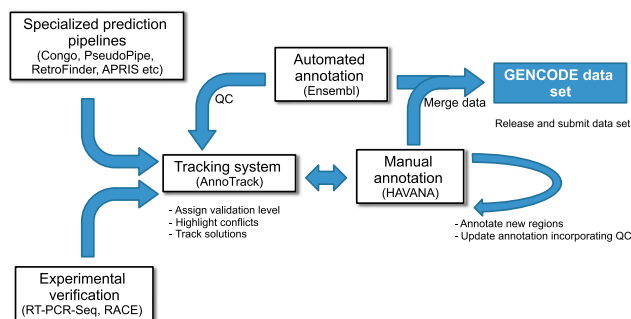 Specialized prediction
pipelines
(Congo, PseudoPipe,
RetroFinder, APRIS etc)
Automated
annotation
(Ensembl)
GENCODE data
set
QC
Merge data
Release and submit data set
Tracking system
(AnnoTrack)
Manual
annotation
(HAVANA)
- Assign validation level
- Highlight conflicts
- Track solutions
- Annotate new regions
- Update annotation incorporating QC
Experimental
verification
(RT-PCR-Seq, RACE)